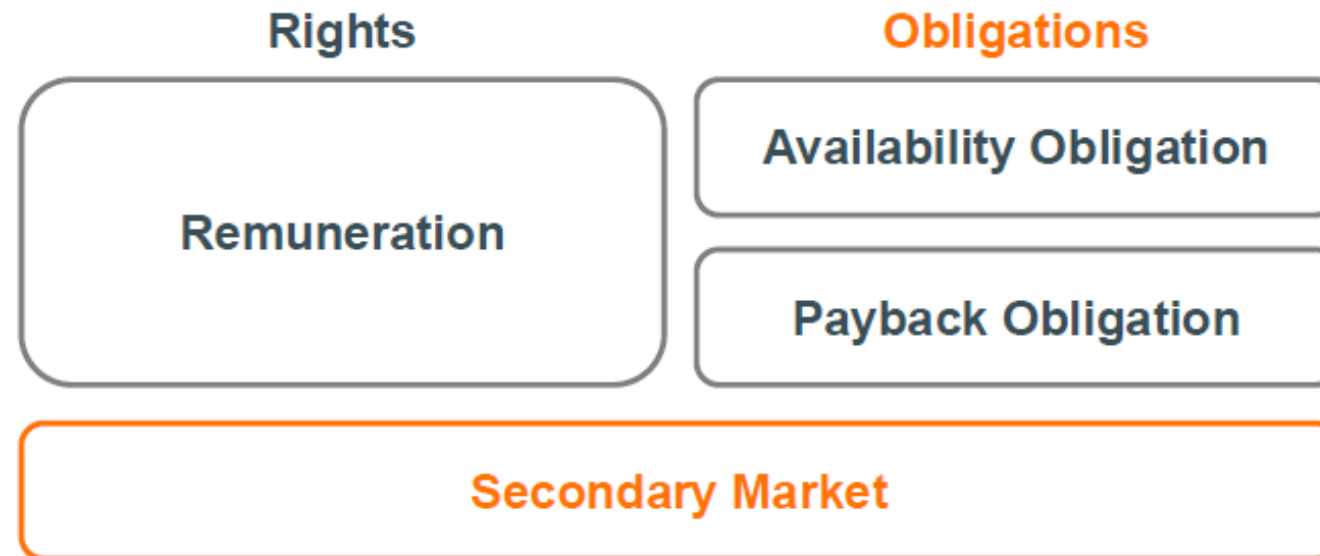 Rights
Obligations
Remuneration
Availability Obligation
Payback Obligation
Secondary Market